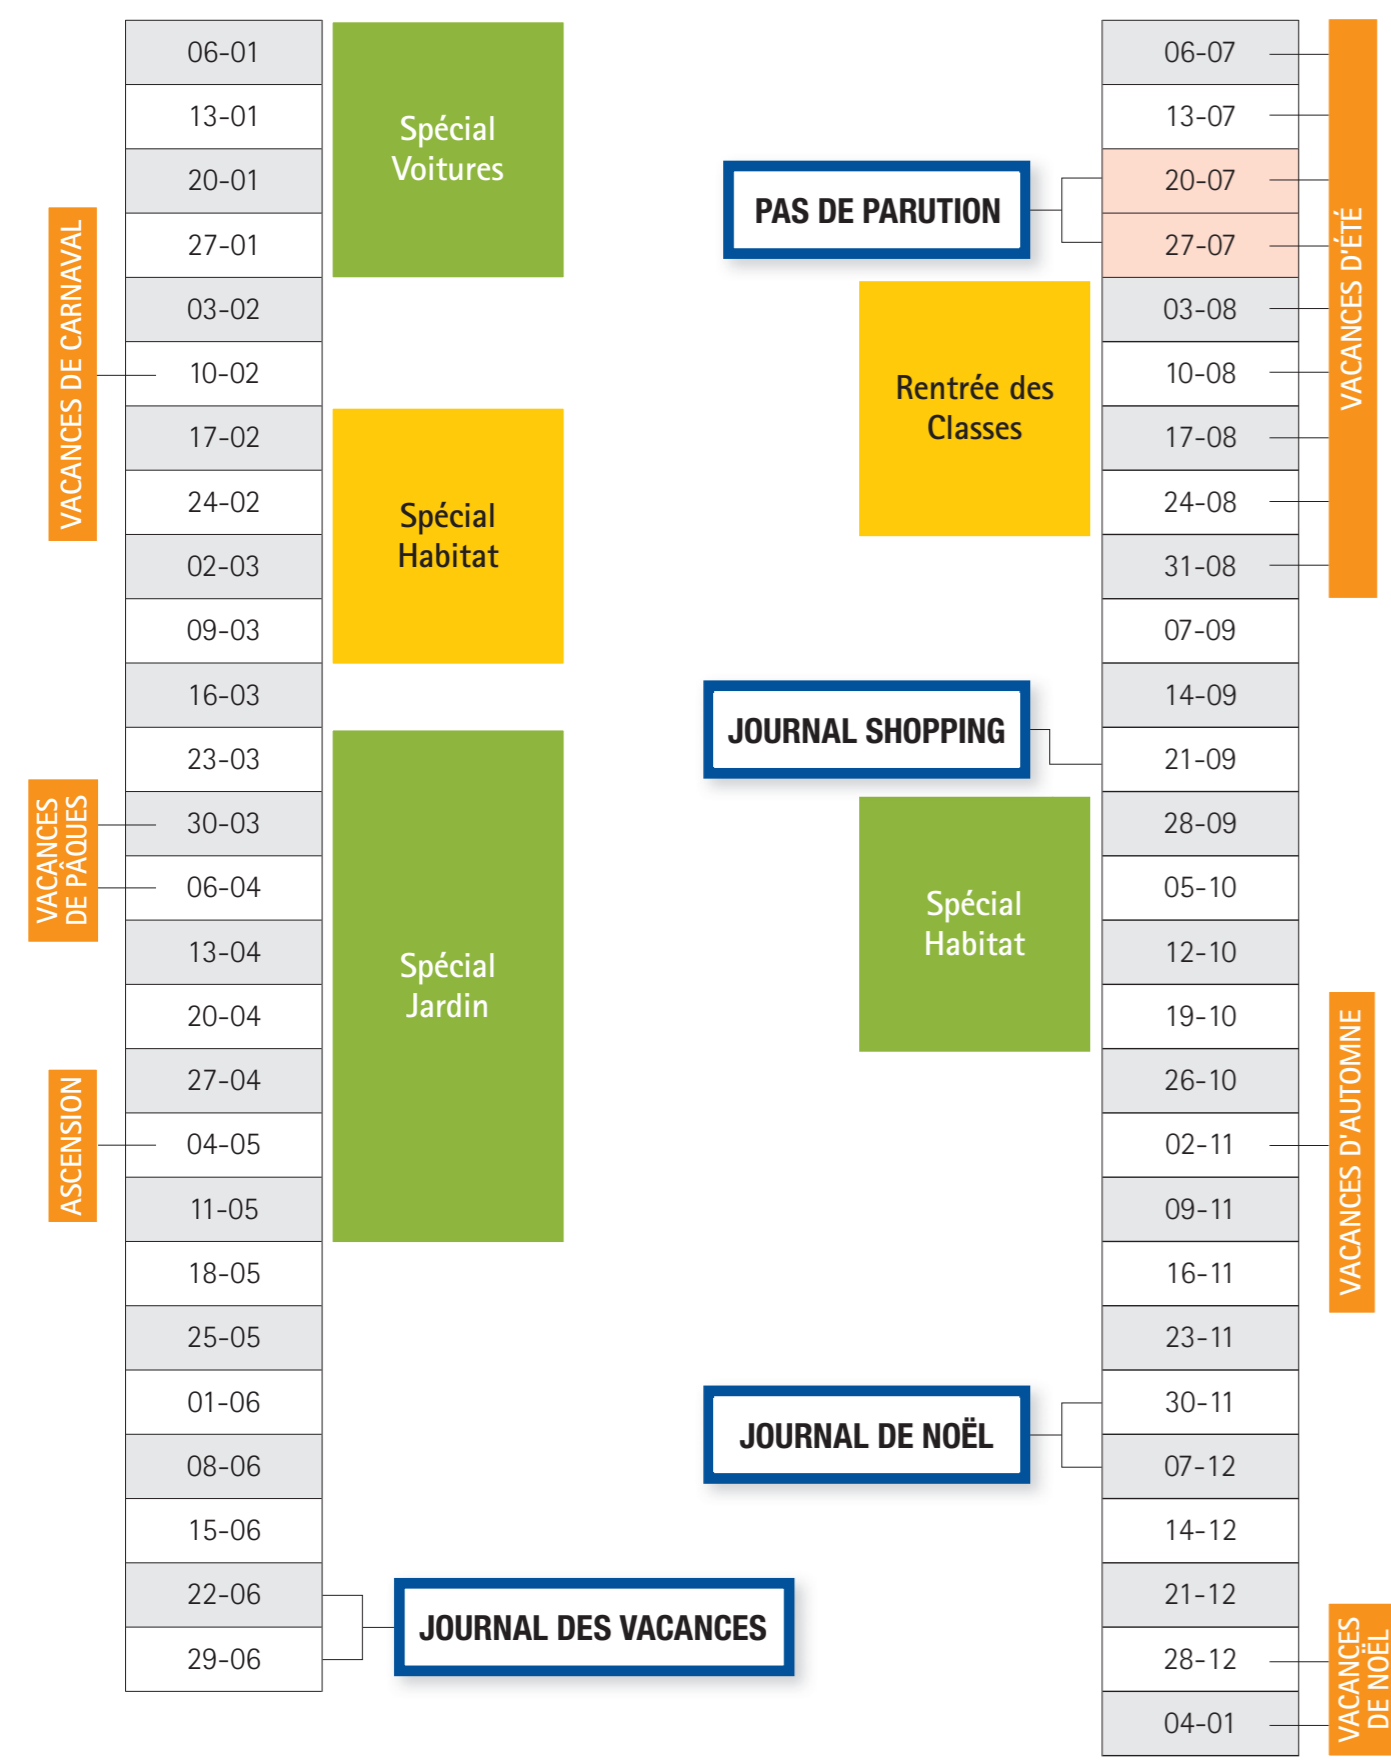 06-01
13-01
20-01
27-01
03-02
10-02
17-02
24-02
02-03
09-03
16-03
23-03
30-03
06-04
13-04
20-04
27-04
04-05
11-05
18-05
25-05
01-06
08-06
15-06
22-06
29-06
VACANCES DE CARNAVAL
VACANCES
DE PÂQUES
ASCENSION
Spécial
Voitures
Spécial
Habitat
Spécial
Jardin
JOURNAL DES VACANCES
PAS DE PARUTION
Rentrée des
Classes
JOURNAL SHOPPING
Spécial
Habitat
JOURNAL DE NOËL
06-07
13-07
20-07
27-07
03-08
10-08
17-08
24-08
31-08
07-09
14-09
21-09
28-09
05-10
12-10
19-10
26-10
02-11
09-11
16-11
23-11
30-11
07-12
14-12
21-12
28-12
04-01
VACANCES D'ÉTÉ
VACANCES D'AUTOMNE
VACANCES
DE NOËL